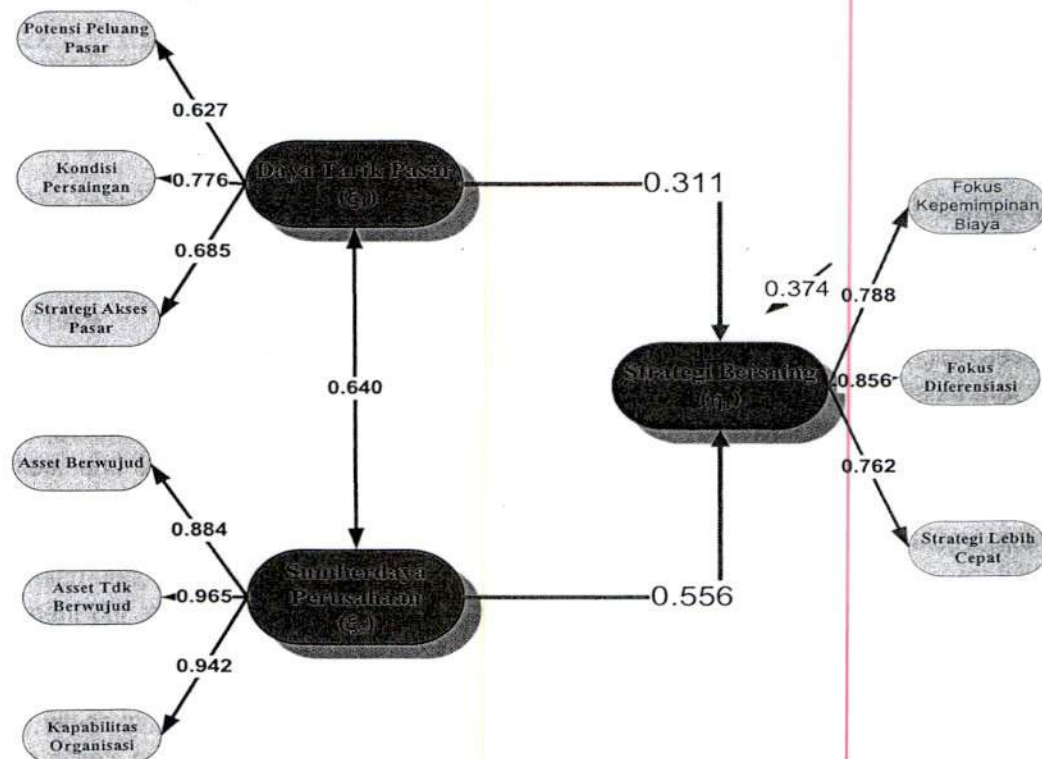 Potensi Peluang
Pasar
0.627
Kondisi
Persaingan
0.776
Daya Tarik Pasar
0.311
0.685
Fokus
Kepemimpinan
Biaya
Strategi Akses
Pasar
0.374
0.788
0.640
Strategi Bersning
(η₁)
0.856
Fokus
Diferensiasi
Asset Berwujud
0.762
0.884
Strategi Lebih
Cepat
Asset Tdk
Berwujud
0.965
Sumberdaya
Perusahaan
0.556
0.942
Kapabilitas
Organisasi